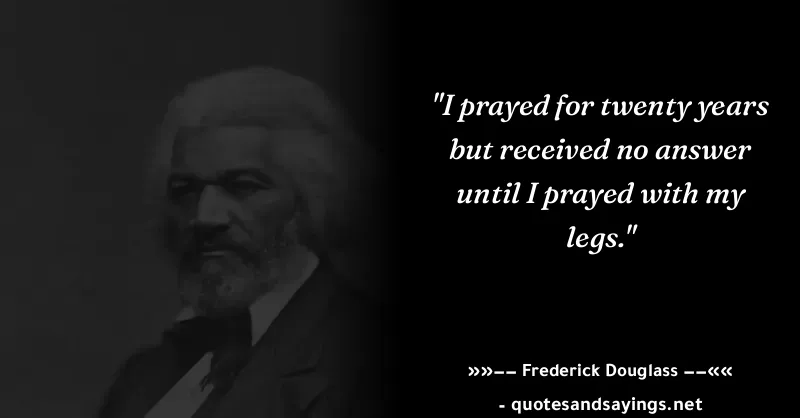 "I prayed for twenty years
but received no answer
until I prayed with my
legs."
»»−− Frederick Douglass −−««
- quotesandsayings.net